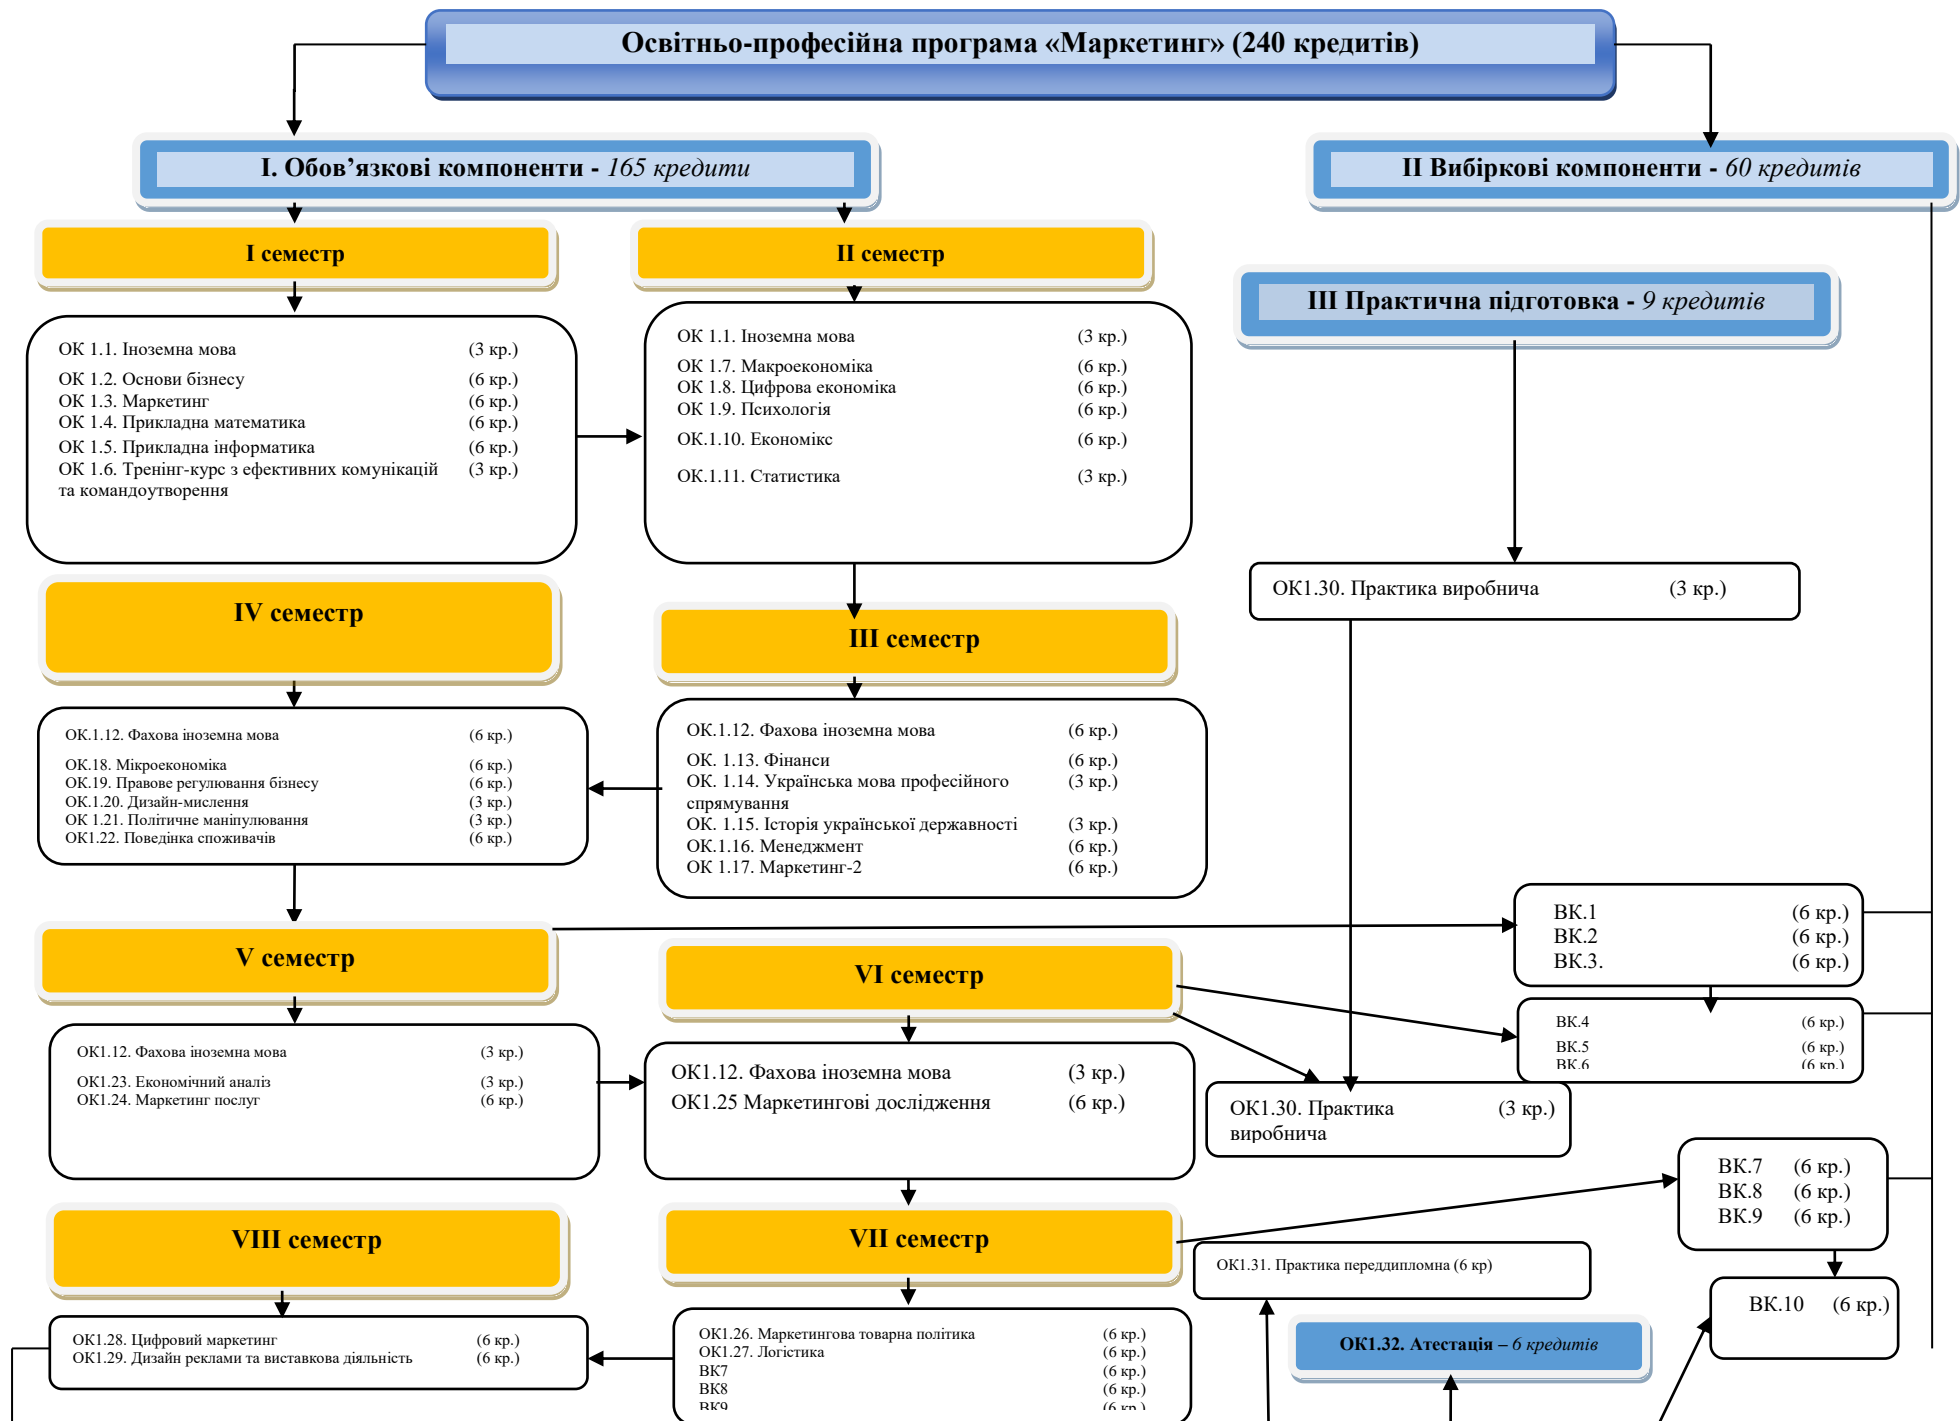 Освітньо-професійна програма «Маркетинг» (240 кредитів)
І. Обов’язкові компоненти - 165 кредити
ІІ Вибіркові компоненти - 60 кредитів
І семестр
ІІ семестр
ІІІ Практична підготовка - 9 кредитів
ОК 1.1. Іноземна мова (3 кр.)
ОК 1.2. Основи бізнесу (6 кр.)
ОК 1.3. Маркетинг (6 кр.)
ОК 1.4. Прикладна математика (6 кр.)
ОК 1.5. Прикладна інформатика (6 кр.)
ОК 1.6. Тренінг-курс з ефективних комунікацій (3 кр.)
та командоутворення
ОК 1.1. Іноземна мова (3 кр.)
ОК 1.7. Макроекономіка (6 кр.)
ОК 1.8. Цифрова економіка (6 кр.)
ОК 1.9. Психологія (6 кр.)
ОК.1.10. Економікс (6 кр.)
ОК.1.11. Статистика (3 кр.)
ОК1.30. Практика виробнича (3 кр.)
IV семестр
ІІІ семестр
ОК.1.12. Фахова іноземна мова (6 кр.)
ОК.18. Мікроекономіка (6 кр.)
ОК.19. Правове регулювання бізнесу (6 кр.)
ОК.1.20. Дизайн-мислення (3 кр.)
ОК 1.21. Політичне маніпулювання (3 кр.)
ОК1.22. Поведінка споживачів (6 кр.)
ОК.1.12. Фахова іноземна мова (6 кр.)
ОК. 1.13. Фінанси (6 кр.)
ОК. 1.14. Українська мова професійного (3 кр.)
спрямування
ОК. 1.15. Історія української державності (3 кр.)
ОК.1.16. Менеджмент (6 кр.)
ОК 1.17. Маркетинг-2 (6 кр.)
V семестр
VI семестр
ВК.1 (6 кр.)
ВК.2 (6 кр.)
ВК.3. (6 кр.)
ВК.4 (6 кр.)
ВК.5 (6 кр.)
ВК.6 (6 кр.)
ОК1.12. Фахова іноземна мова (3 кр.)
ОК1.23. Економічний аналіз (3 кр.)
ОК1.24. Маркетинг послуг (6 кр.)
ОК1.12. Фахова іноземна мова (3 кр.)
ОК1.25 Маркетингові дослідження (6 кр.)
ОК1.30. Практика (3 кр.)
виробнича
ВК.7 (6 кр.)
ВК.8 (6 кр.)
ВК.9 (6 кр.)
VIII семестр
VII семестр
ОК1.31. Практика переддипломна (6 кр)
ВК.10 (6 кр.)
ОК1.28. Цифровий маркетинг (6 кр.)
ОК1.29. Дизайн реклами та виставкова діяльність (6 кр.)
ОК1.26. Маркетингова товарна політика (6 кр.)
ОК1.27. Логістика (6 кр.)
ВК7 (6 кр.)
ВК8 (6 кр.)
ВК9 (6 кр.)
ОК1.32. Атестація – 6 кредитів